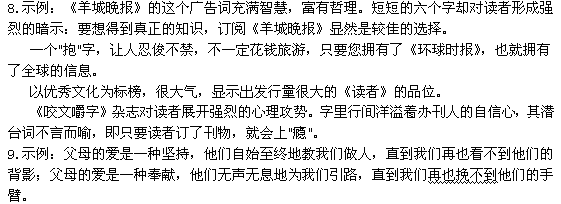 8.示例：《羊城晚报》的这个广告词充满智慧，富有哲理。短短的六个字却对读者形成强
烈的暗示：要想得到真正的知识，订阅《羊城晚报》显然是较佳的选择。
一个"抱"字，让人忍俊不禁，不一定花钱旅游，只要您拥有了《环球时报》，也就拥有
了全球的信息。
以优秀文化为标榜，很大气，显示出发行量很大的《读者》的品位。
《咬文嚼字》杂志对读者展开强烈的心理攻势。字里行间洋溢着办刊人的自信心，其潜
台词不言而喻，即只要读者订了刊物，就会上"瘾"。
9.示例：父母的爱是一种坚持，他们自始至终地教我们做人，直到我们再也看不到他们的
背影；父母的爱是一种奉献，他们无声无息地为我们引路，直到我们再也挽不到他们的手
臂。